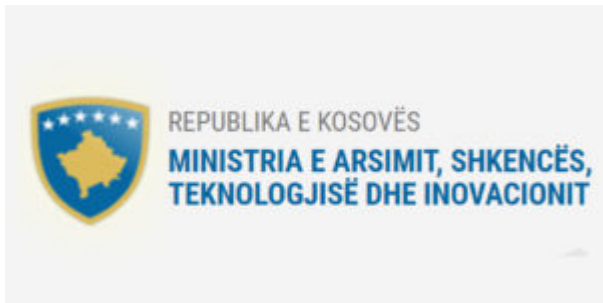 REPUBLIKA E KOSOVËS
MINISTRIA E ARSIMIT, SHKENCËS,
TEKNOLOGJISË DHE INOVACIONIT